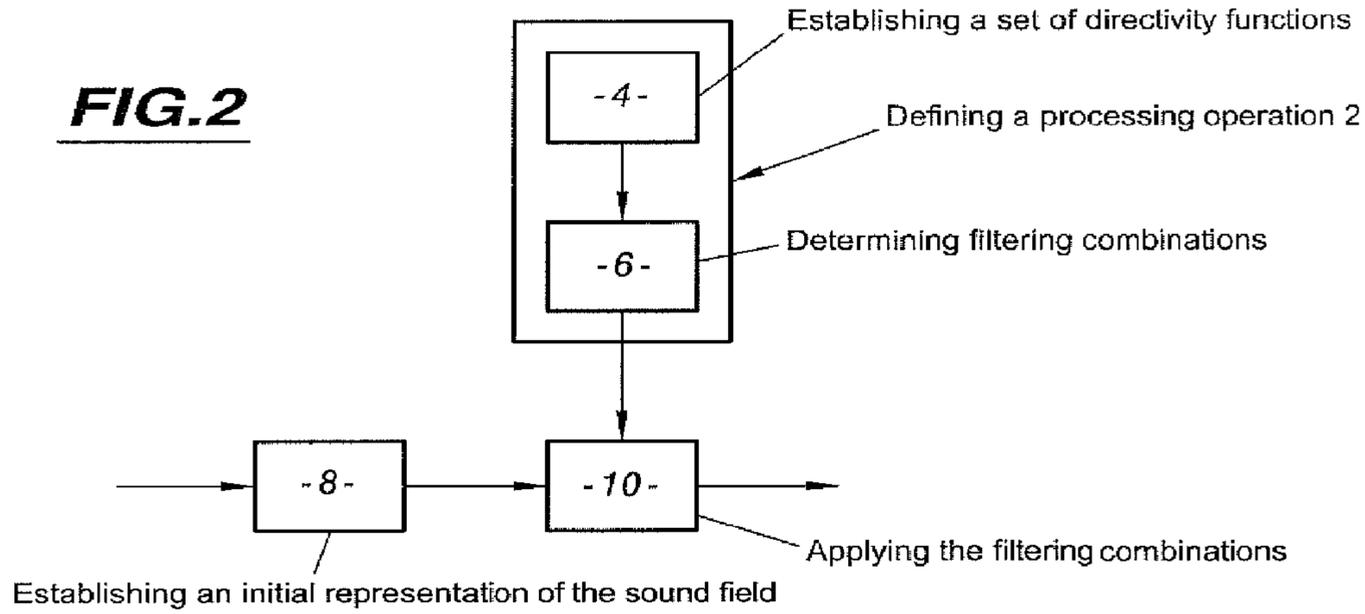 Establishing a set of directivity functions
-4-
FIG.2
Defining a processing operation 2
Determining filtering combinations
-6-
-8-
-10-
Applying the filtering combinations
Establishing an initial representation of the sound field